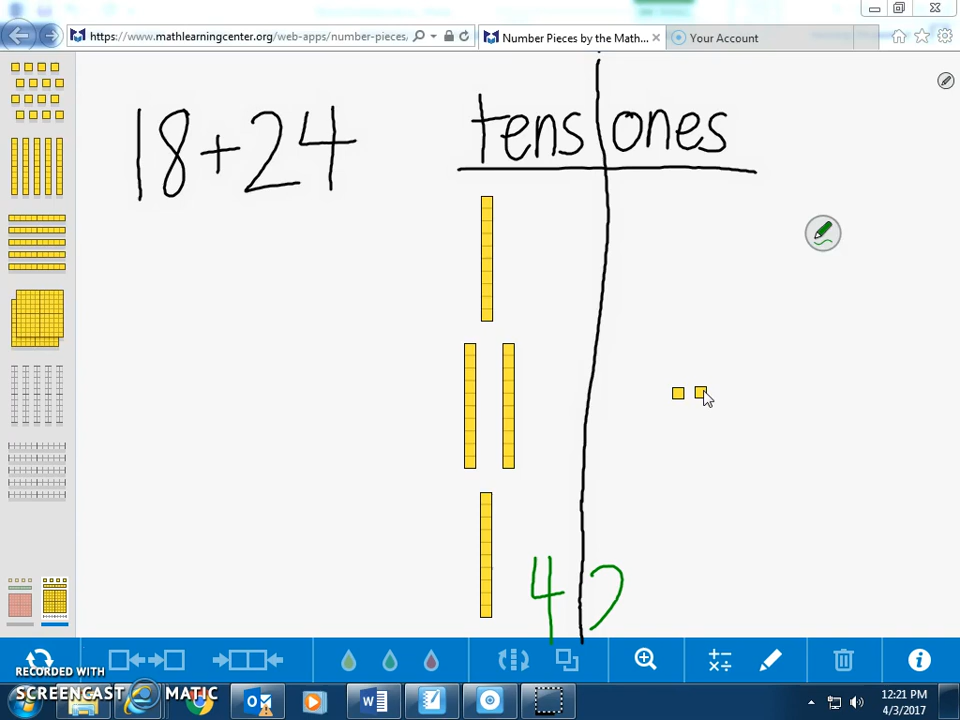 https://www.mathlearningcenter.org/web-apps/number-pieces,
Number Pieces by the Math...
Your Account
18+24
tens
ones
4
RECORDED WITH
SCREENCAST MATIC
12:21 PM
4/3/2017